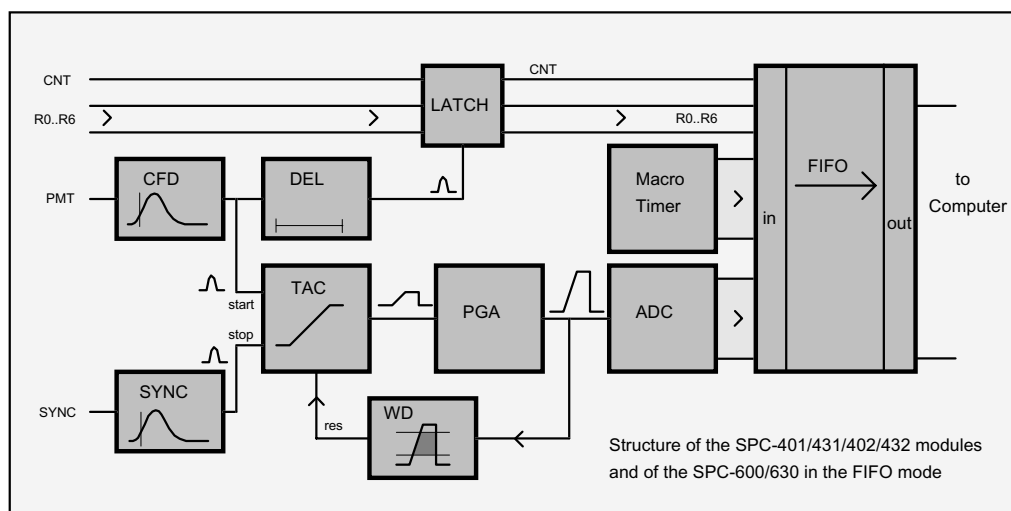 CNT
CNT
LATCH
R0..R6
R0..R6
CFD
DEL
PMT
Macro
Timer
FIFO
in
out
to
Computer
start
TAC
PGA
ADC
stop
SYNC
SYNC
res
WD
Structure of the SPC-401/431/402/432 modules
and of the SPC-600/630 in the FIFO mode